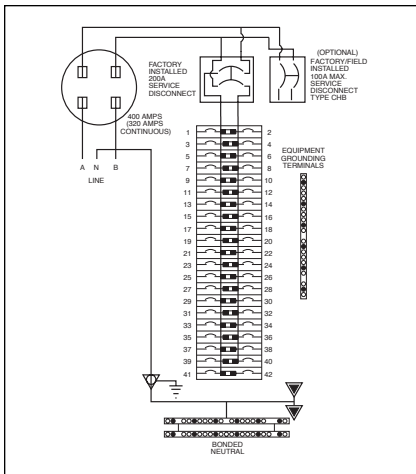 (OPTIONAL)
FACTORY
INSTALLED
200A
SERVICE
DISCONNECT
FACTORY/FIELD
INSTALLED
100A MAX.
SERVICE
DISCONNECT
TYPE CHB
400 AMPS
(320 AMPS
CONTINUOUS)
A N B
LINE
1 2
3 4
5 6
7 8
9 10
11 12
13 14
15 16
17 18
19 20
21 22
23 24
25 26
27 28
29 30
31 32
33 34
35 36
37 38
39 40
41 42
EQUIPMENT
GROUNDING
TERMINALS
BONDED
NEUTRAL